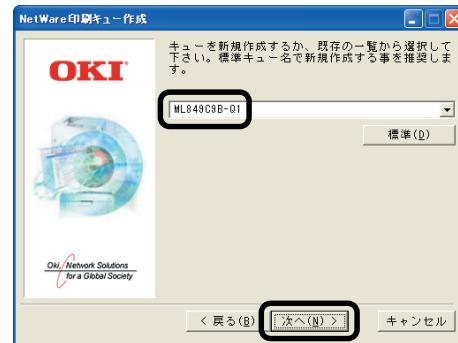 NetWare印刷キュー作成
OKI
キューを新規作成するか、既存の一覧から選択して
下さい。標準キュー名で新規作成する事を推奨しま
す。
ML849C9B-Q1
標準(D)
Oki, Network Solutions
for a Global Society
< 戻る(B)
次へ(N) >
キャンセル